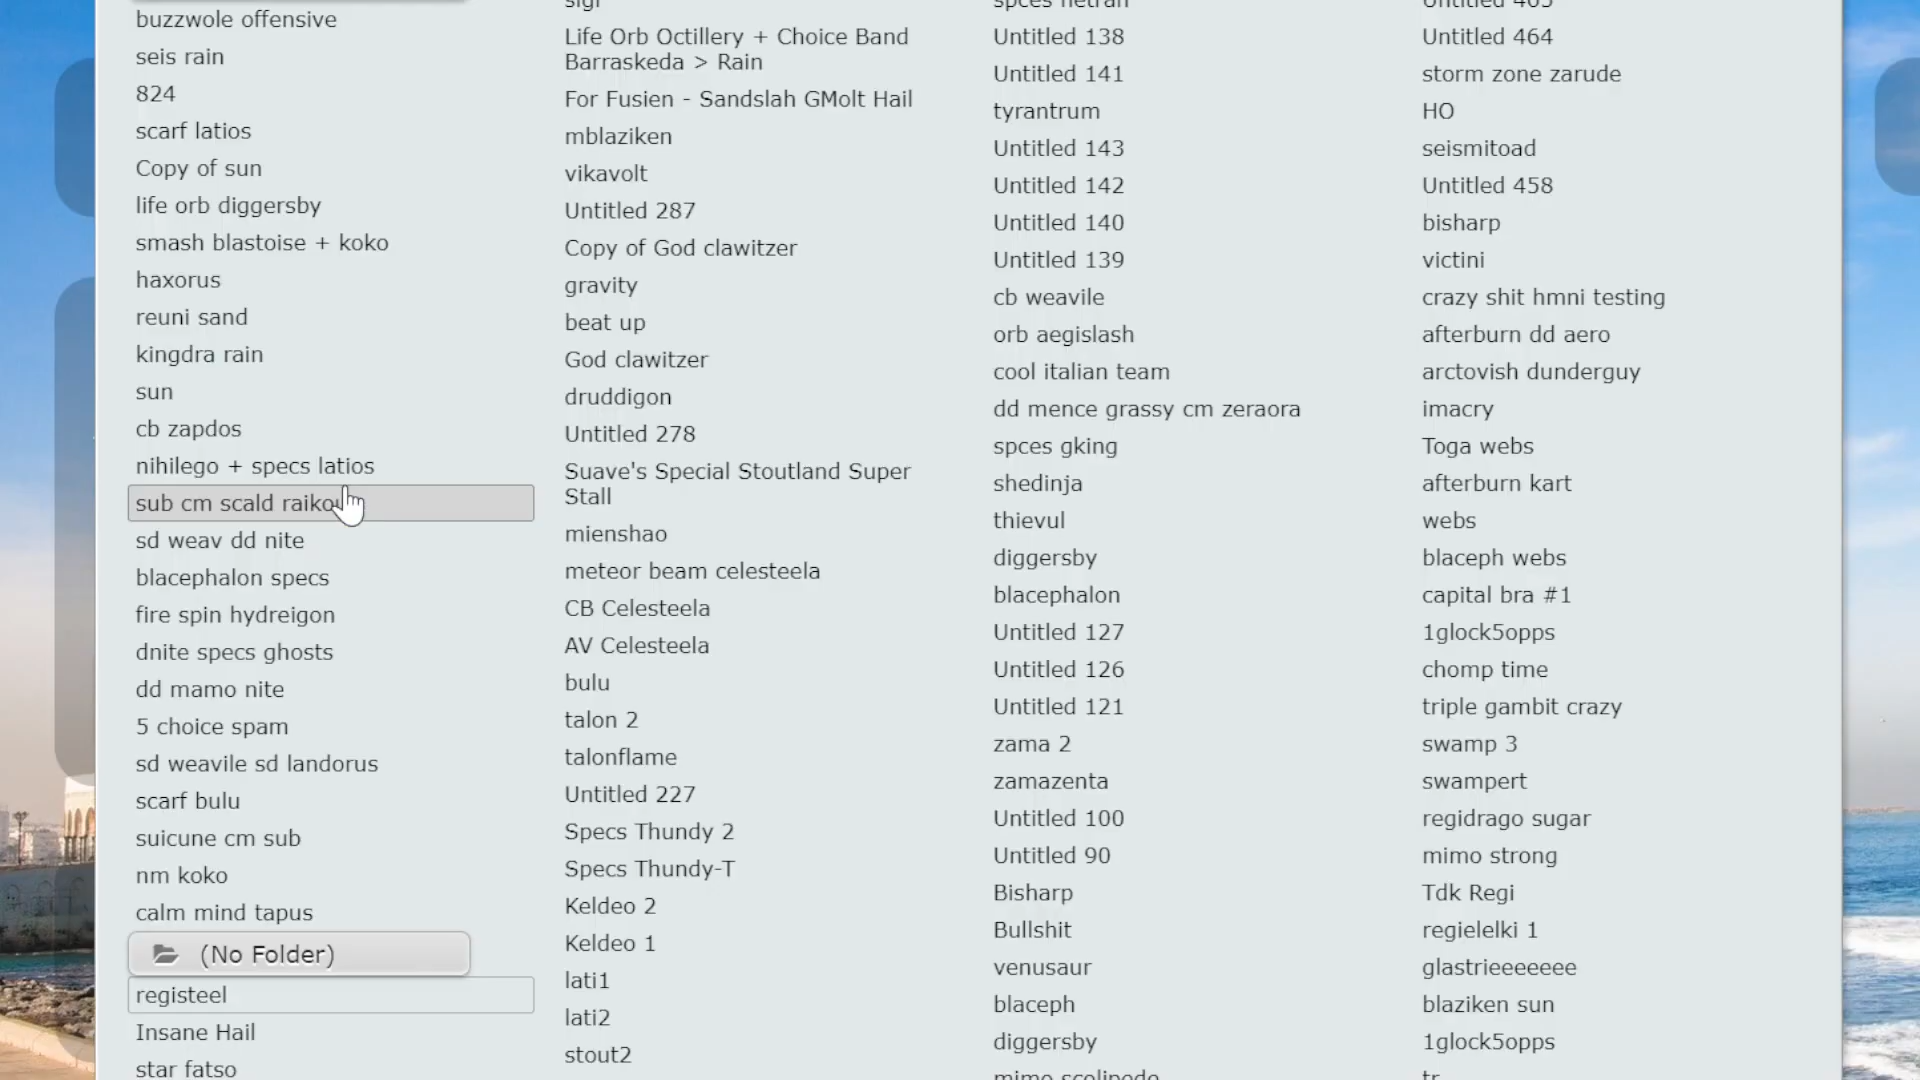 buzzwole offensive
seis rain
824
scarf latios
Copy of sun
life orb diggersby
smash blastoise + koko
haxorus
reuni sand
kingdra rain
sun
cb zapdos
nihilego + specs latios
sub cm scald raikou
sd weav dd nite
blacephalon specs
fire spin hydreigon
dnite specs ghosts
dd mamo nite
5 choice spam
sd weavile sd landorus
scarf bulu
suicune cm sub
nm koko
calm mind tapus
(No Folder)
registeel
Insane Hail
star fatso
sigi
Life Orb Octillery + Choice Band
Barraskeda > Rain
For Fusien - Sandslah GMolt Hail
mblaziken
vikavolt
Untitled 287
Copy of God clawitzer
gravity
beat up
God clawitzer
druddigon
Untitled 278
Suave's Special Stoutland Super
Stall
mienshao
meteor beam celesteela
CB Celesteela
AV Celesteela
bulu
talon 2
talonflame
Untitled 227
Specs Thundy 2
Specs Thundy-T
Keldeo 2
Keldeo 1
lati1
lati2
stout2
spces hetran
Untitled 138
Untitled 141
tyrantrum
Untitled 143
Untitled 142
Untitled 140
Untitled 139
cb weavile
orb aegislash
cool italian team
dd mence grassy cm zeraora
spces gking
shedinja
thievul
diggersby
blacephalon
Untitled 127
Untitled 126
Untitled 121
zama 2
zamazenta
Untitled 100
Untitled 90
Bisharp
Bullshit
venusaur
blaceph
diggersby
mimo scolipede
Untitled 465
Untitled 464
storm zone zarude
HO
seismitoad
Untitled 458
bisharp
victini
crazy shit hmni testing
afterburn dd aero
arctovish dunderguy
imacry
Toga webs
afterburn kart
webs
blaceph webs
capital bra #1
1glock5opps
chomp time
triple gambit crazy
swamp 3
swampert
regidrago sugar
mimo strong
Tdk Regi
regielelki 1
glastrieeeeeee
blaziken sun
1glock5opps